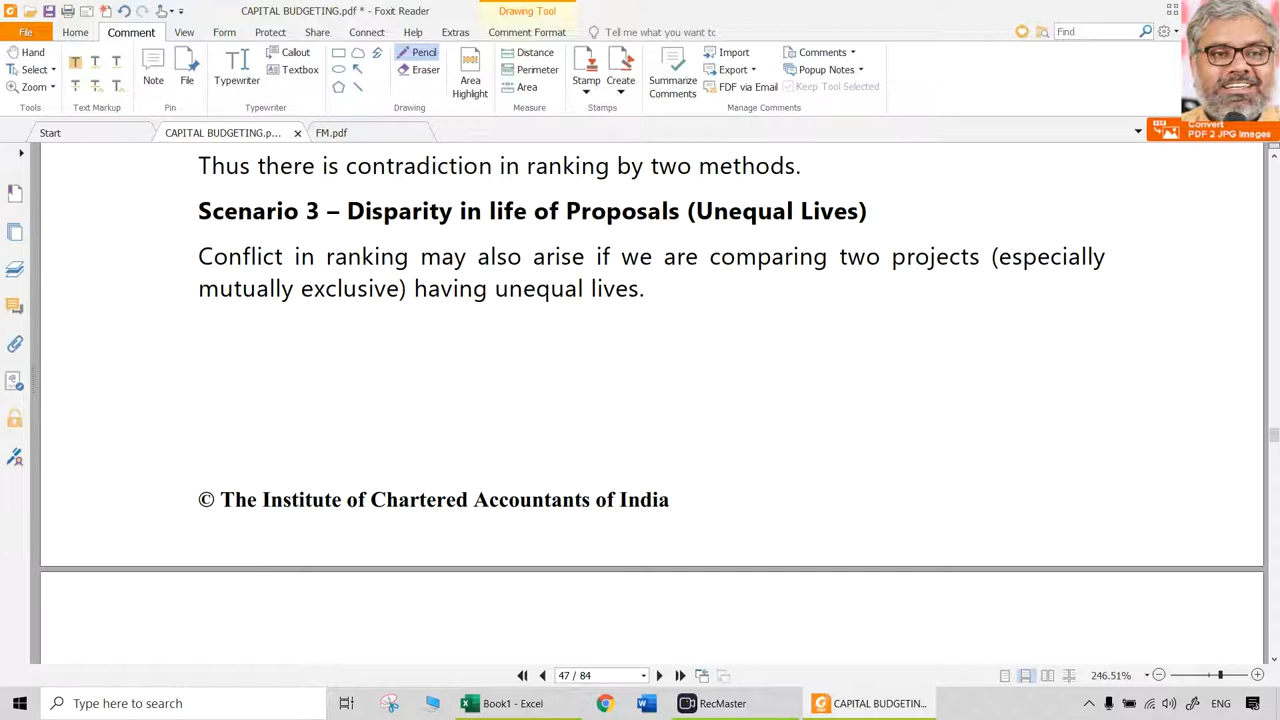 CAPITAL BUDGETING.pdf * - Foxit Reader
Drawing Tool
File Home Comment View Form Protect Share Connect Help Extras Comment Format Tell me what you want tc Find
Hand
Select
Zoom
Tools
T T T
T T T
Text Markup
Note
File
Pin
Typewriter
Callout
Textbox
Typewriter
Pencil
Eraser
Drawing
Area
Highlight
Distance
Perimeter
Area
Measure
Stamp
Create
Stamps
Summarize
Comments
Import
Export
FDF via Email
Comments
Popup Notes
Keep Tool Selected
Manage Comments
Convert
PDF 2 JPG Images
Start CAPITAL BUDGETING.p... FM.pdf
Thus there is contradiction in ranking by two methods.
Scenario 3 – Disparity in life of Proposals (Unequal Lives)
Conflict in ranking may also arise if we are comparing two projects (especially
mutually exclusive) having unequal lives.
© The Institute of Chartered Accountants of India
47 / 84
246.51%
Type here to search
Book1 - Excel
RecMaster
CAPITAL BUDGETIN...
ENG